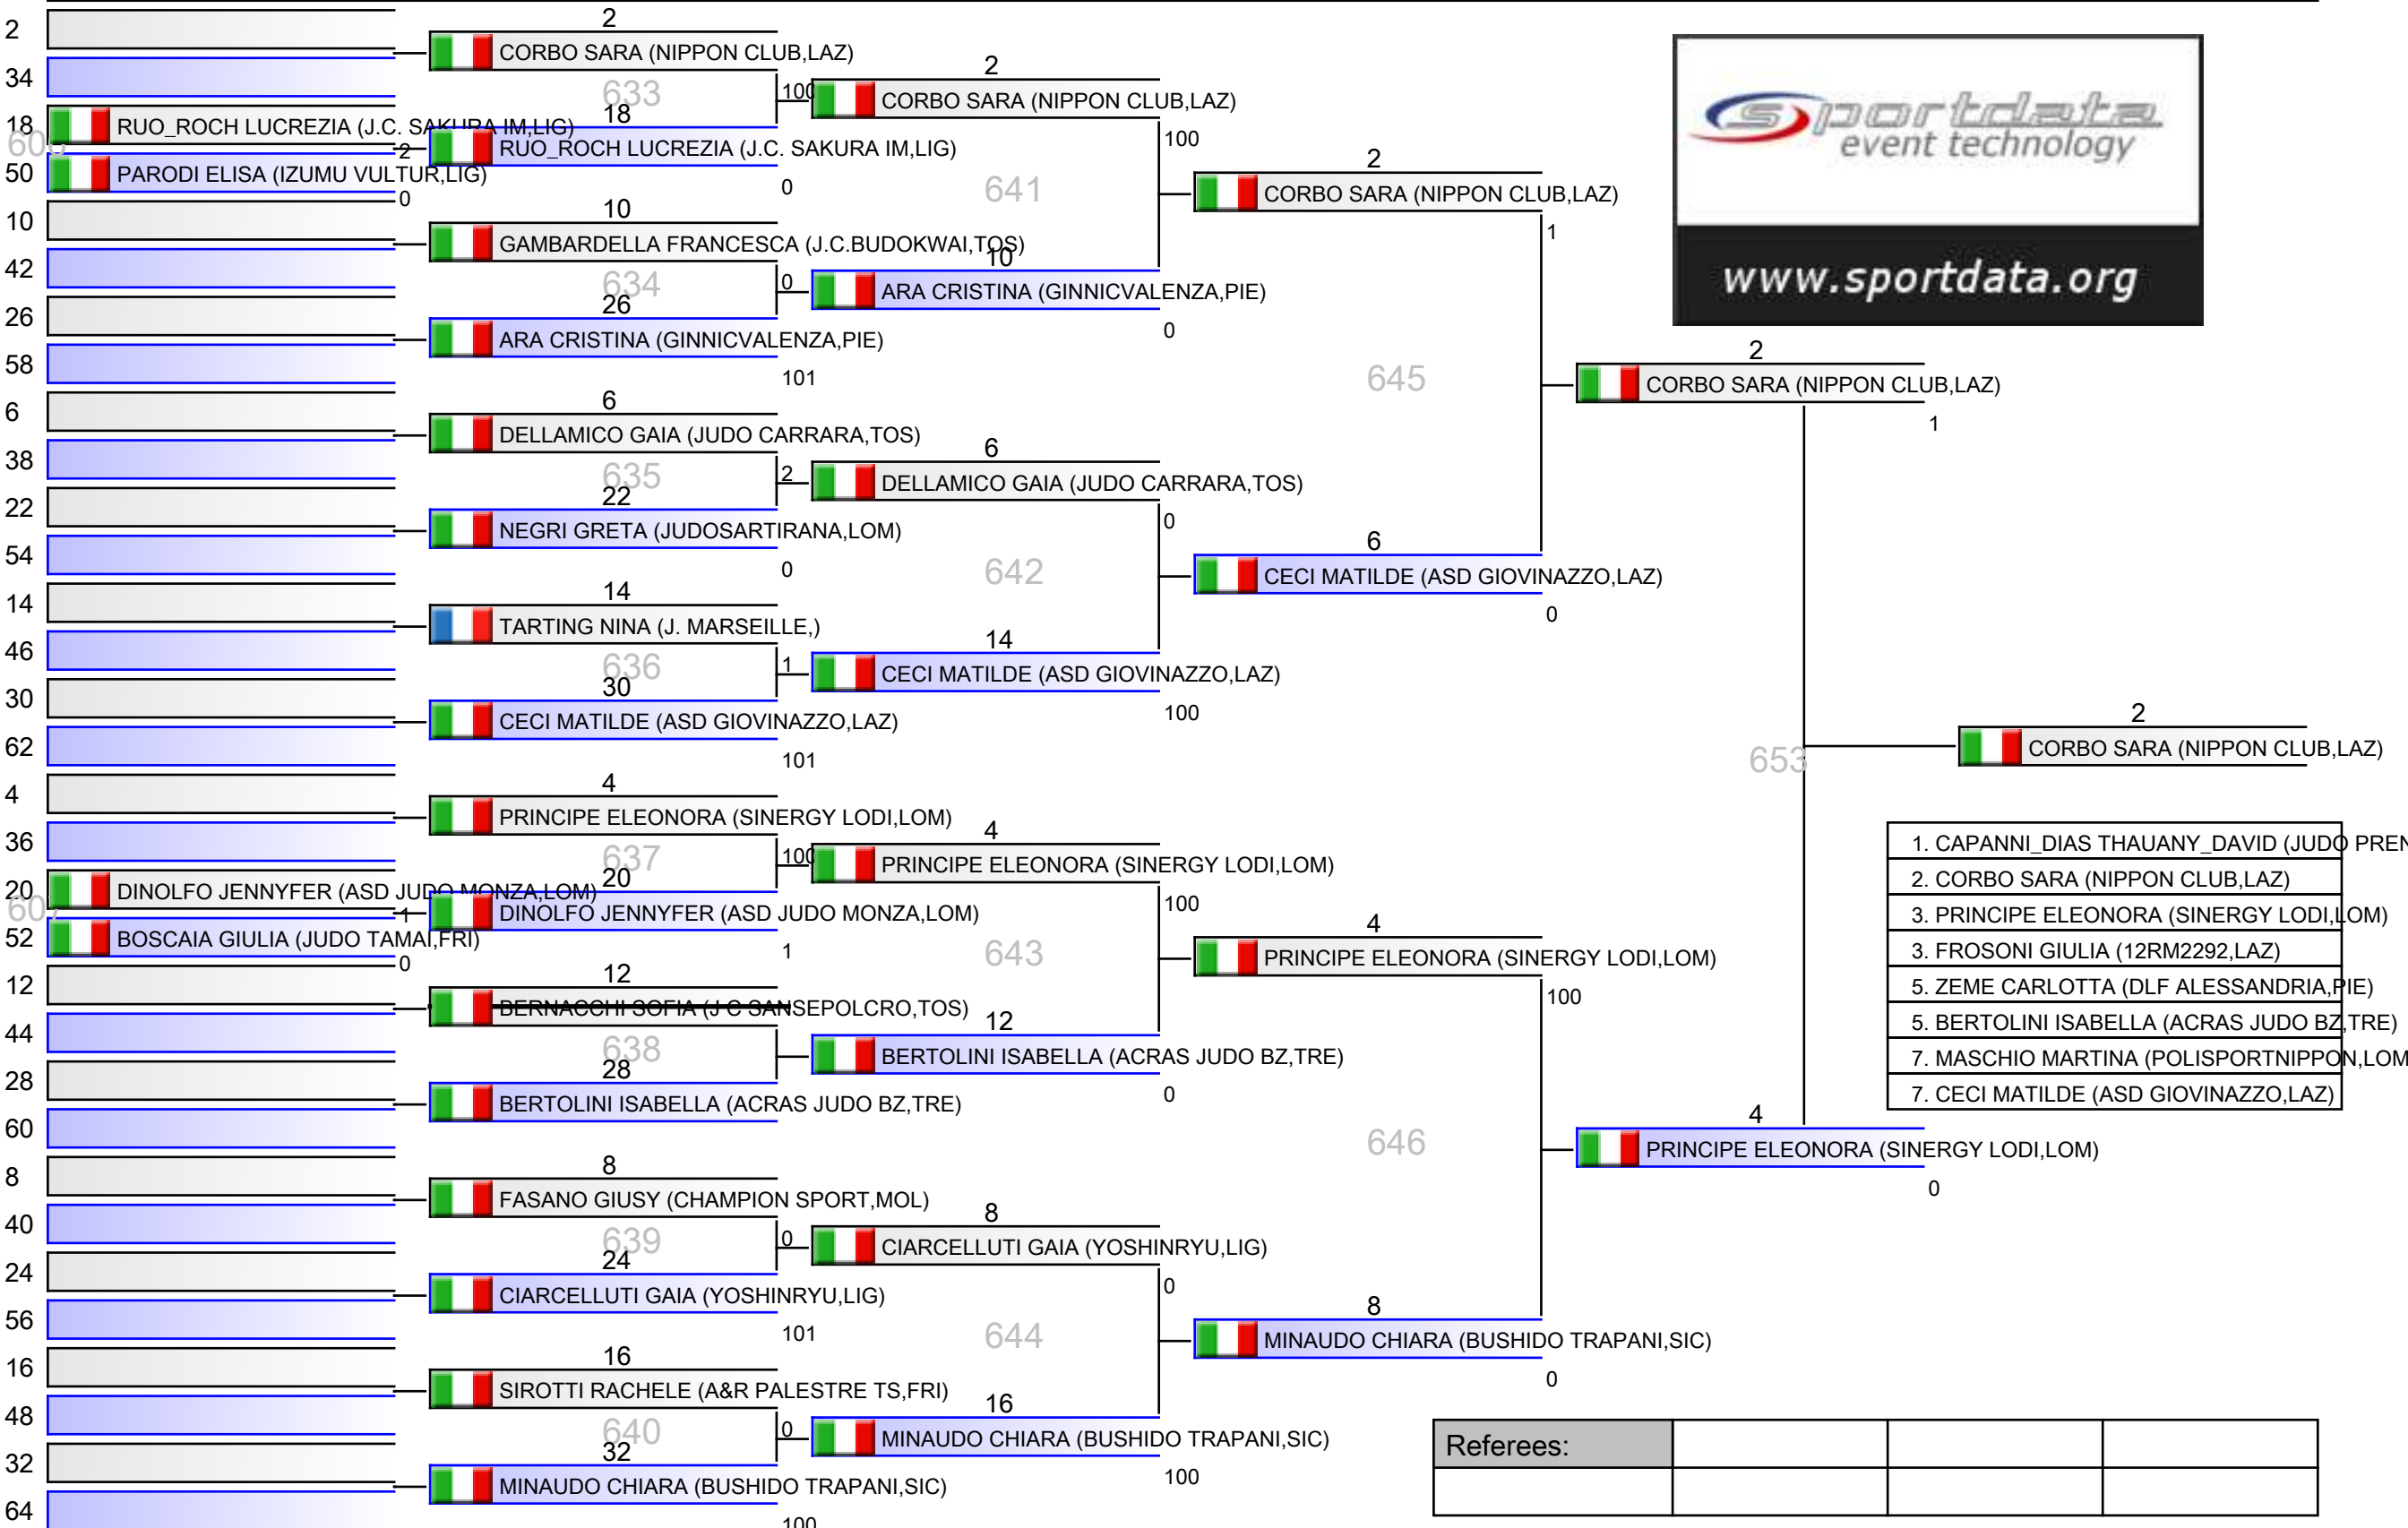 2
34
18
50
10
42
26
58
6
38
22
54
14
46
30
62
4
36
20
52
12
44
28
60
8
40
24
56
16
48
32
64
RUO_ROCH LUCREZIA (J.C. SAKURA IM,LIG)
2
PARODI ELISA (IZUMU VULTUR,LIG)
0
DINOLFO JENNYFER (ASD JUDO MONZA,LOM)
1
BOSCAIA GIULIA (JUDO TAMAI,FRI)
0
2
CORBO SARA (NIPPON CLUB,LAZ)
100
633
18
RUO_ROCH LUCREZIA (J.C. SAKURA IM,LIG)
0
10
GAMBARDELLA FRANCESCA (J.C.BUDOKWAI,TOS)
0
634
26
ARA CRISTINA (GINNICVALENZA,PIE)
101
6
DELLAMICO GAIA (JUDO CARRARA,TOS)
2
635
22
NEGRI GRETA (JUDOSARTIRANA,LOM)
0
14
TARTING NINA (J. MARSEILLE,)
1
636
30
CECI MATILDE (ASD GIOVINAZZO,LAZ)
101
4
PRINCIPE ELEONORA (SINERGY LODI,LOM)
100
637
20
DINOLFO JENNYFER (ASD JUDO MONZA,LOM)
1
12
BERNACCHI SOFIA (J C SANSEPOLCRO,TOS)
638
28
BERTOLINI ISABELLA (ACRAS JUDO BZ,TRE)
8
FASANO GIUSY (CHAMPION SPORT,MOL)
0
639
24
CIARCELLUTI GAIA (YOSHINRYU,LIG)
101
16
SIROTTI RACHELE (A&R PALESTRE TS,FRI)
0
640
32
MINAUDO CHIARA (BUSHIDO TRAPANI,SIC)
100
2
CORBO SARA (NIPPON CLUB,LAZ)
100
641
10
ARA CRISTINA (GINNICVALENZA,PIE)
0
6
DELLAMICO GAIA (JUDO CARRARA,TOS)
0
642
14
CECI MATILDE (ASD GIOVINAZZO,LAZ)
100
4
PRINCIPE ELEONORA (SINERGY LODI,LOM)
100
643
12
BERTOLINI ISABELLA (ACRAS JUDO BZ,TRE)
0
8
CIARCELLUTI GAIA (YOSHINRYU,LIG)
0
644
16
MINAUDO CHIARA (BUSHIDO TRAPANI,SIC)
100
2
CORBO SARA (NIPPON CLUB,LAZ)
1
645
6
CECI MATILDE (ASD GIOVINAZZO,LAZ)
0
4
PRINCIPE ELEONORA (SINERGY LODI,LOM)
100
646
8
MINAUDO CHIARA (BUSHIDO TRAPANI,SIC)
0
sportdata
event technology
www.sportdata.org
2
CORBO SARA (NIPPON CLUB,LAZ)
1
653
4
PRINCIPE ELEONORA (SINERGY LODI,LOM)
0
2
CORBO SARA (NIPPON CLUB,LAZ)
1. CAPANNI_DIAS THAUANY_DAVID (JUDO PREN
2. CORBO SARA (NIPPON CLUB,LAZ)
3. PRINCIPE ELEONORA (SINERGY LODI,LOM)
3. FROSONI GIULIA (12RM2292,LAZ)
5. ZEME CARLOTTA (DLF ALESSANDRIA,PIE)
5. BERTOLINI ISABELLA (ACRAS JUDO BZ,TRE)
7. MASCHIO MARTINA (POLISPORTNIPPON,LOM
7. CECI MATILDE (ASD GIOVINAZZO,LAZ)
Referees: